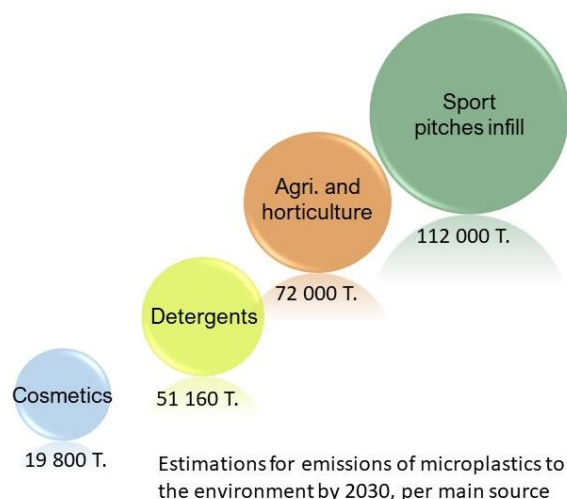 Sport
pitches infill
112 000 T.
Agri. and
horticulture
72 000 T.
Detergents
51 160 T.
Cosmetics
19 800 T.
Estimations for emissions of microplastics to
the environment by 2030, per main source